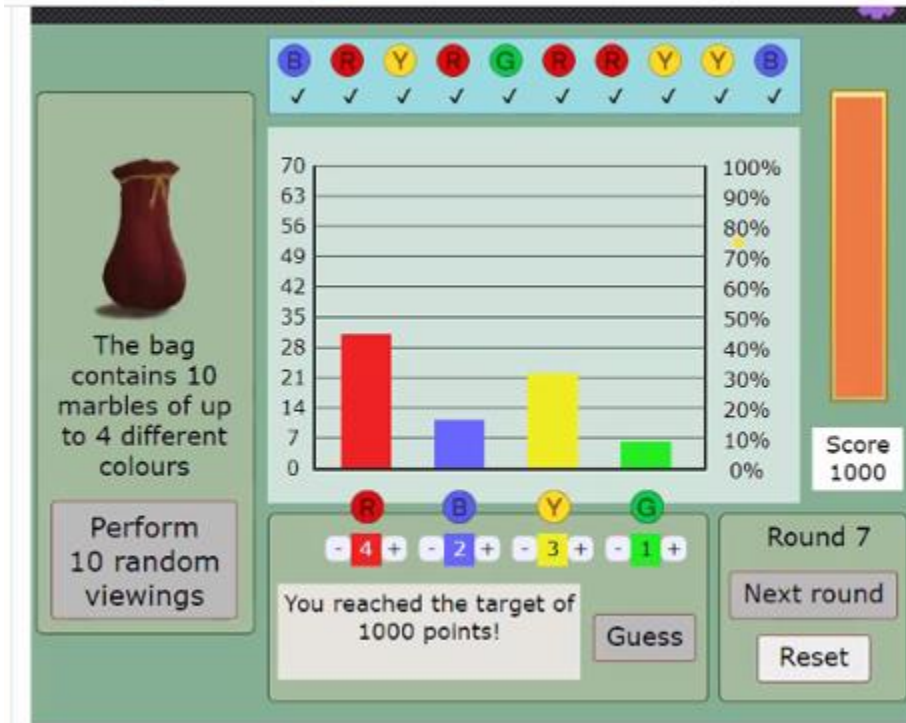 B R Y R G R R Y Y B
✓ ✓ ✓ ✓ ✓ ✓ ✓ ✓ ✓ ✓
The bag
contains 10
marbles of up
to 4 different
colours
Perform
10 random
viewings
70 100%
63 90%
56 80%
49 70%
42 60%
35 50%
28 40%
21 30%
14 20%
7 10%
0 0%
R B Y G
- 4 + - 2 + - 3 + - 1 +
You reached the target of
1000 points!
Guess
Score
1000
Round 7
Next round
Reset